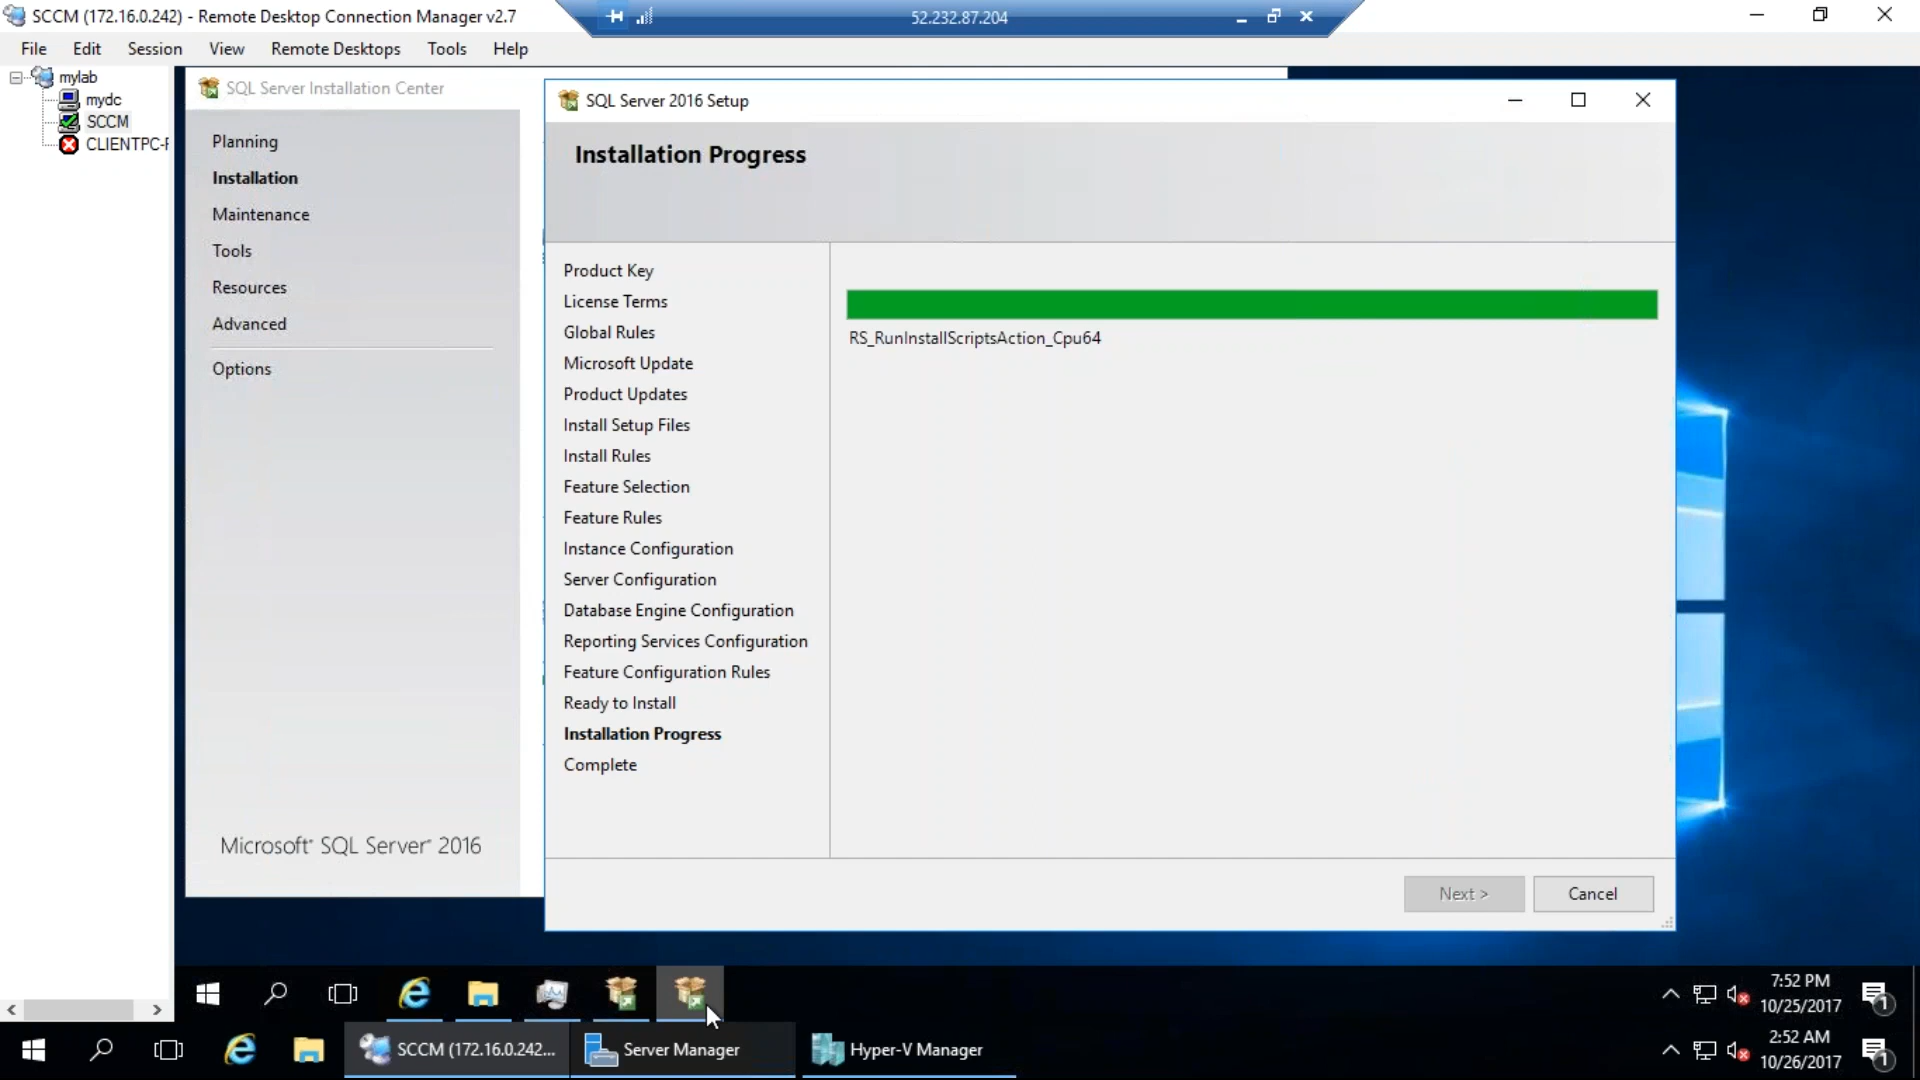 SCCM (172.16.0.242) - Remote Desktop Connection Manager v2.7
52.232.87.204
File Edit Session View Remote Desktops Tools Help
mylab
mydc
SCCM
CLIENTPC-
SQL Server Installation Center
Planning
Installation
Maintenance
Tools
Resources
Advanced
Options
Microsoft SQL Server 2016
SQL Server 2016 Setup
Installation Progress
Product Key
License Terms
Global Rules
Microsoft Update
Product Updates
Install Setup Files
Install Rules
Feature Selection
Feature Rules
Instance Configuration
Server Configuration
Database Engine Configuration
Reporting Services Configuration
Feature Configuration Rules
Ready to Install
Installation Progress
Complete
RS_RunInstallScriptsAction_Cpu64
Next >
Cancel
7:52 PM
10/25/2017
1
SCCM (172.16.0.242...
Server Manager
Hyper-V Manager
2:52 AM
10/26/2017
1